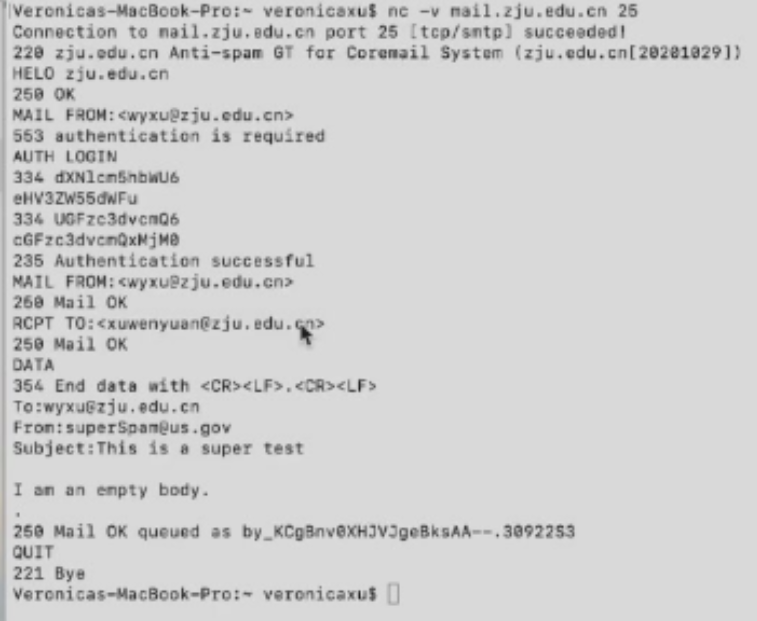 Veronicas-MacBook-Pro:~ veronicaxu$ nc -v mail.zju.edu.cn 25
Connection to mail.zju.edu.cn port 25 [tcp/smtp] succeeded!
220 zju.edu.cn Anti-spam GT for Coremail System (zju.edu.cn[20201029])
HELO zju.edu.cn
250 OK
MAIL FROM:<wyxu@zju.edu.cn>
553 authentication is required
AUTH LOGIN
334 dXNlcm5hbWU6
eHV3ZW55dWFu
334 UGFzc3dvcmQ6
cGFzc3dvcmQxMjM0
235 Authentication successful
MAIL FROM:<wyxu@zju.edu.cn>
250 Mail OK
RCPT TO:<xuwenyuan@zju.edu.cn>
250 Mail OK
DATA
354 End data with <CR><LF>.<CR><LF>
To:wyxu@zju.edu.cn
From:superSpam@us.gov
Subject:This is a super test
I am an empty body.
.
250 Mail OK queued as by_KCgBnv0XHJVJgeBksAA--.30922S3
QUIT
221 Bye
Veronicas-MacBook-Pro:~ veronicaxu$